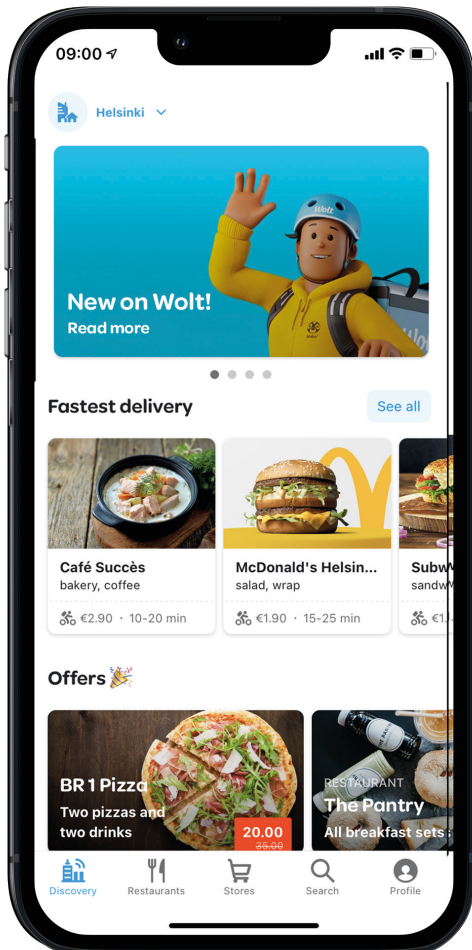 09:00
Helsinki
Wolt
New on Wolt!
Read more
Fastest delivery
See all
Café Succès
bakery, coffee
€2.90 · 10-20 min
McDonald's Helsin...
salad, wrap
€1.90 · 15-25 min
Offers
BR 1 Pizza
Two pizzas and
two drinks
20.00
35.00
RESTAURANT
The Pantry
All breakfast sets
Discovery
Restaurants
Stores
Search
Profile